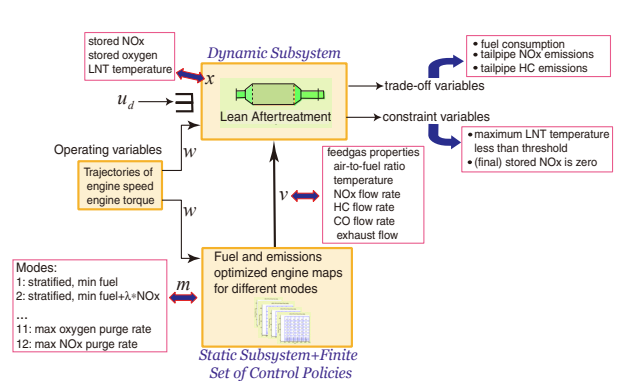 stored NOx
stored oxygen
LNT temperature
Dynamic Subsystem
x
u_d
Lean Aftertreatment
trade-off variables
constraint variables
• fuel consumption
• tailpipe NOx emissions
• tailpipe HC emissions
• maximum LNT temperature
less than threshold
• (final) stored NOx is zero
Operating variables
w
Trajectories of
engine speed
engine torque
w
v
feedgas properties
air-to-fuel ratio
temperature
NOx flow rate
HC flow rate
CO flow rate
exhaust flow
Fuel and emissions
optimized engine maps
for different modes
m
Modes:
1: stratified, min fuel
2: stratified, min fuel+λ*NOx
...
11: max oxygen purge rate
12: max NOx purge rate
Static Subsystem+Finite
Set of Control Policies